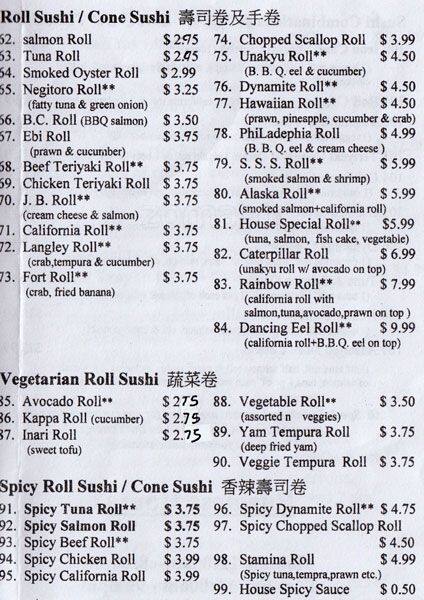 Roll Sushi / Cone Sushi 壽司卷及手卷
62. salmon Roll $ 2.95
63. Tuna Roll $ 2.95
64. Smoked Oyster Roll $ 2.99
65. Negitoro Roll** $ 3.25
(fatty tuna & green onion)
66. B.C. Roll (BBQ salmon) $ 3.50
67. Ebi Roll $ 3.75
(prawn & cucumber)
68. Beef Teriyaki Roll** $ 3.75
69. Chicken Teriyaki Roll $ 3.75
70. J. B. Roll** $ 3.75
(cream cheese & salmon)
71. California Roll** $ 3.75
72. Langley Roll** $ 3.75
(crab,tempura & cucumber)
73. Fort Roll** $ 3.75
(crab, fried banana)
74. Chopped Scallop Roll $ 3.99
75. Unakyu Roll** $ 4.50
(B. B. Q. eel & cucumber)
76. Dynamite Roll** $ 4.50
77. Hawaiian Roll** $ 4.50
(prawn, pineapple, cucumber & crab)
78. PhiLadephia Roll $ 4.99
(B. B. Q. eel & cream cheese )
79. S. S. S. Roll** $ 5.99
(smoked salmon & shrimp)
80. Alaska Roll** $ 5.99
(smoked salmon+california roll)
81. House Special Roll** $5.99
(tuna, salmon, fish cake, vegetable)
82. Caterpillar Roll $ 6.99
(unakyu roll w/ avocado on top)
83. Rainbow Roll** $ 7.99
(california roll with
salmon,tuna,avocado,prawn on top )
84. Dancing Eel Roll** $ 9.99
(california roll+B.B.Q. eel on top)
Vegetarian Roll Sushi 蔬菜卷
85. Avocado Roll** $ 2.75
86. Kappa Roll (cucumber) $ 2.75
87. Inari Roll $ 2.75
(sweet tofu)
88. Vegetable Roll** $ 3.50
(assorted n veggies)
89. Yam Tempura Roll $ 3.75
(deep fried yam)
90. Veggie Tempura Roll $ 3.75
Spicy Roll Sushi / Cone Sushi 香辣壽司卷
91. Spicy Tuna Roll** $ 3.75
92. Spicy Salmon Roll $ 3.75
93. Spicy Beef Roll** $ 3.75
94. Spicy Chicken Roll $ 3.99
95. Spicy California Roll $ 3.99
96. Spicy Dynamite Roll** $ 4.75
97. Spicy Chopped Scallop Roll
$ 4.50
98. Stamina Roll $ 4.99
(Spicy tuna,tempra,prawn etc.)
99. House Spicy Sauce $ 0.50